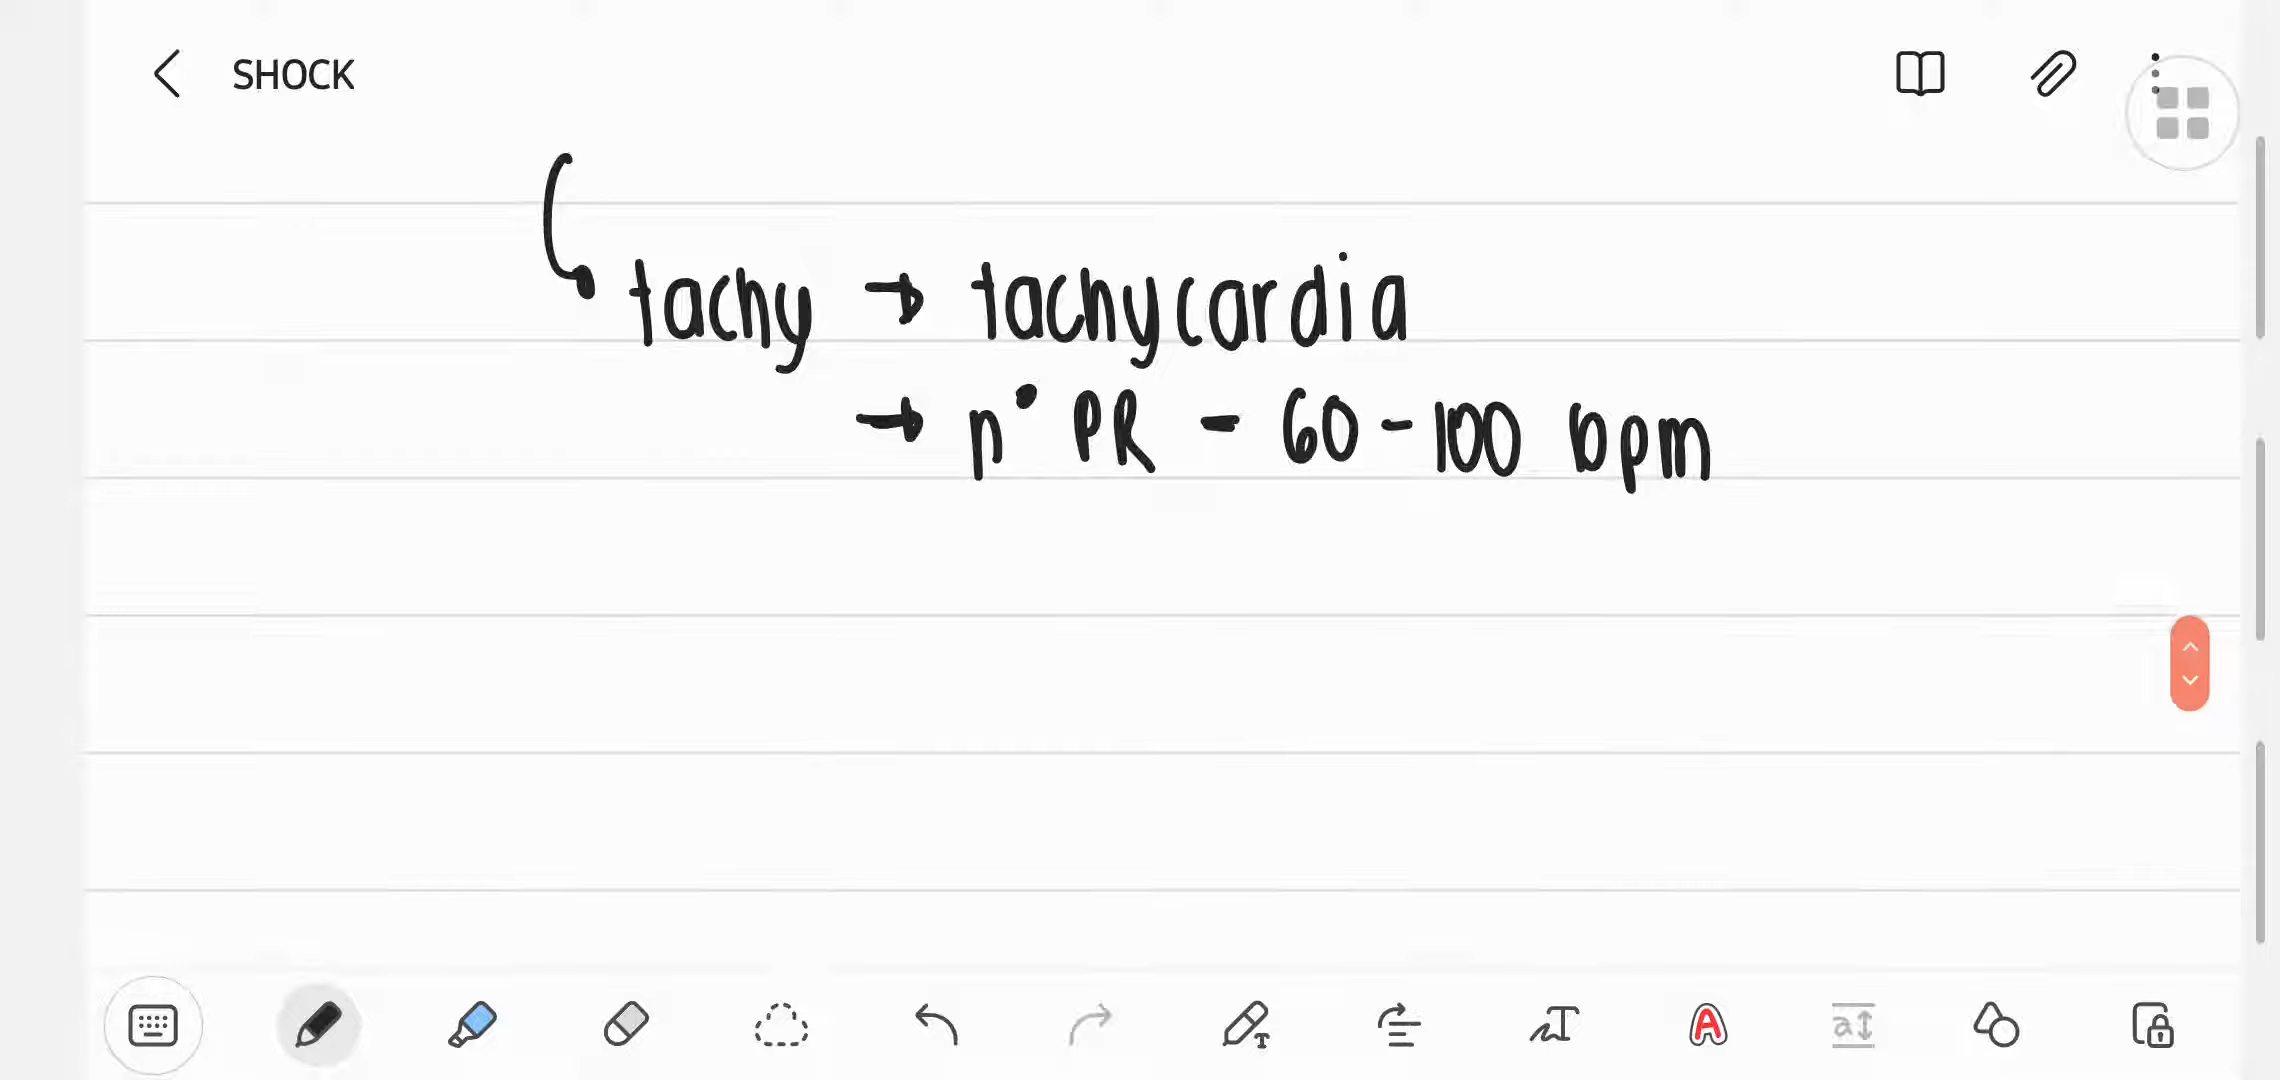 SHOCK
tachy → tachycardia
→ n° PR - 60 - 100 bpm